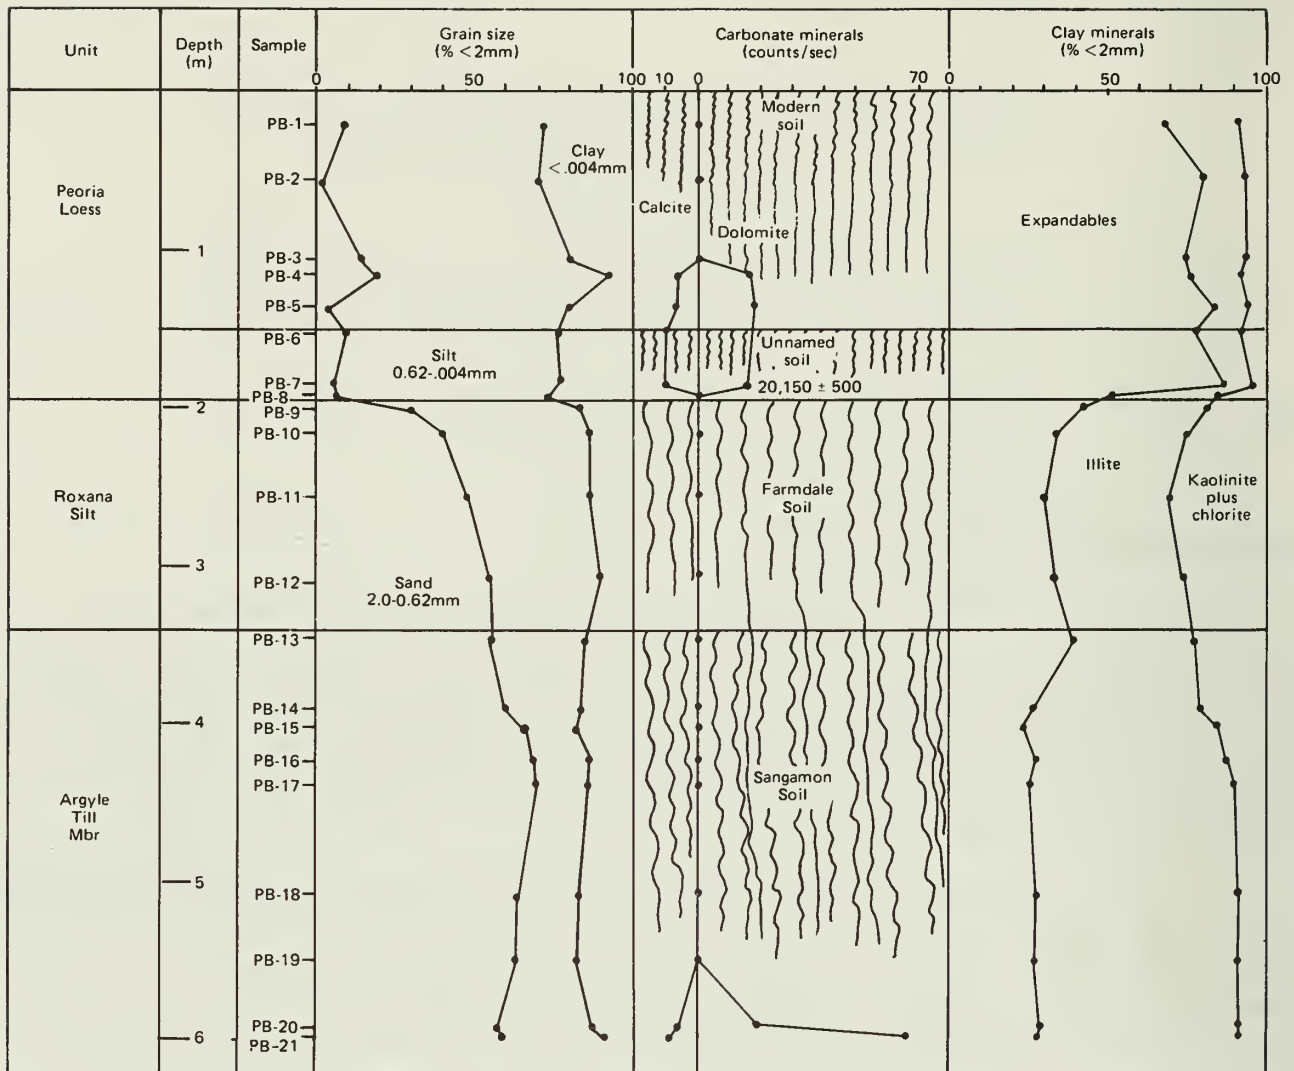 Unit
Depth
(m)
Sample
Grain size
(% <2mm)
Carbonate minerals
(counts/sec)
Clay minerals
(% <2mm)
0
50
100
10
0
70
0
50
100
Peoria
Loess
Roxana
Silt
Argyle
Till
Mbr
1
2
3
4
5
6
PB-1
PB-2
PB-3
PB-4
PB-5
PB-6
PB-7
PB-8
PB-9
PB-10
PB-11
PB-12
PB-13
PB-14
PB-15
PB-16
PB-17
PB-18
PB-19
PB-20
PB-21
Clay
<.004mm
Silt
0.62-.004mm
Sand
2.0-0.62mm
Modern
soil
Calcite
Dolomite
Unnamed
soil
20,150 ± 500
Farmdale
Soil
Sangamon
Soil
Expandables
Illite
Kaolinite
plus
chlorite